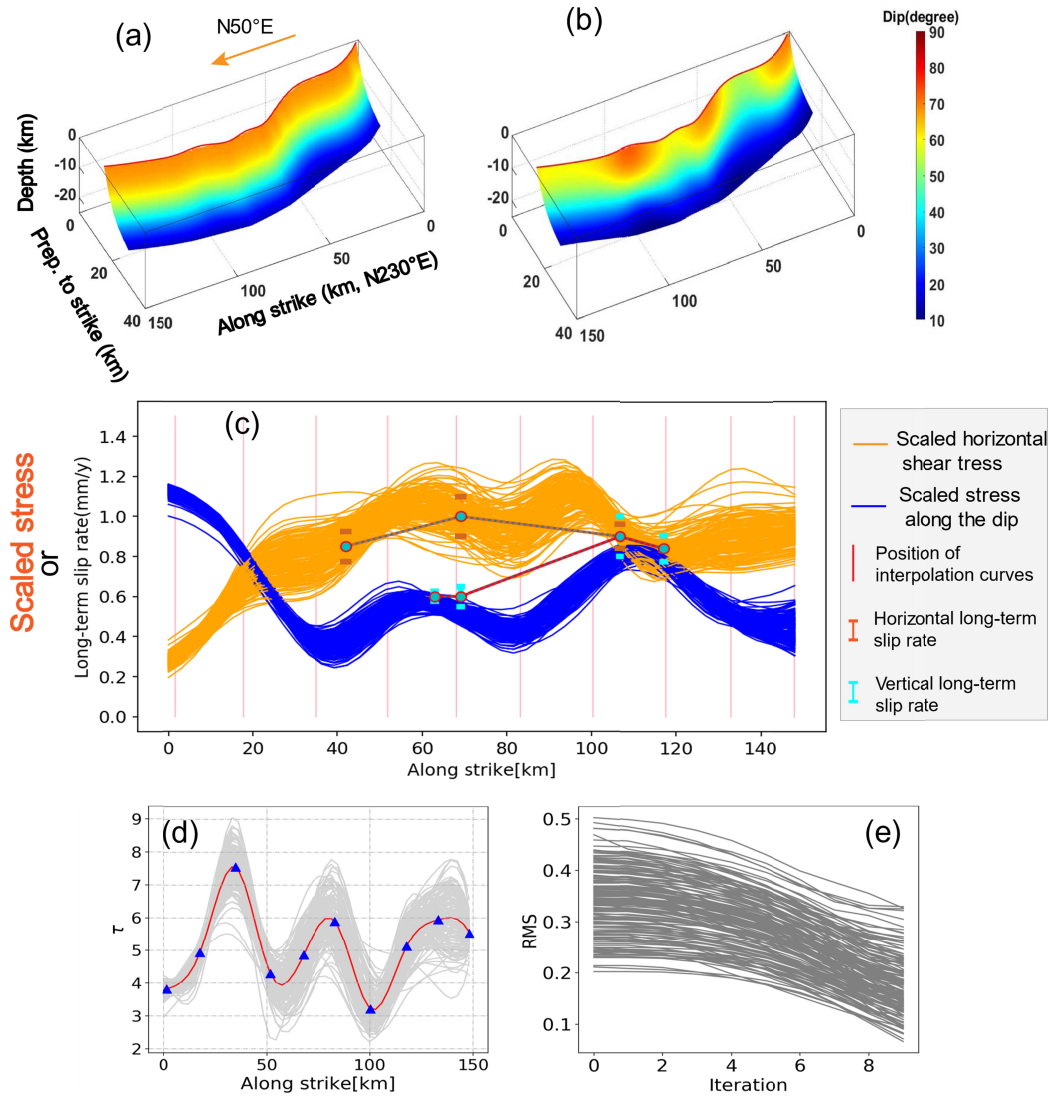 (a)
N50°E
(b)
Dip(degree)
90
80
70
60
50
40
30
20
10
Depth (km)
0
-10
-20
0
20
40
Prep. to strike (km)
150
100
50
0
Along strike (km, N230°E)
0
-10
-20
0
20
40
150
100
50
0
(c)
Scaled stress
or
Long-term slip rate(mm/y)
1.4
1.2
1.0
0.8
0.6
0.4
0.2
0.0
0 20 40 60 80 100 120 140
Along strike[km]
Scaled horizontal
shear tress
Scaled stress
along the dip
Position of
interpolation curves
Horizontal long-term
slip rate
Vertical long-term
slip rate
(d)
τ
9
8
7
6
5
4
3
2
0 50 100 150
Along strike[km]
(e)
RMS
0.5
0.4
0.3
0.2
0.1
0 2 4 6 8
Iteration